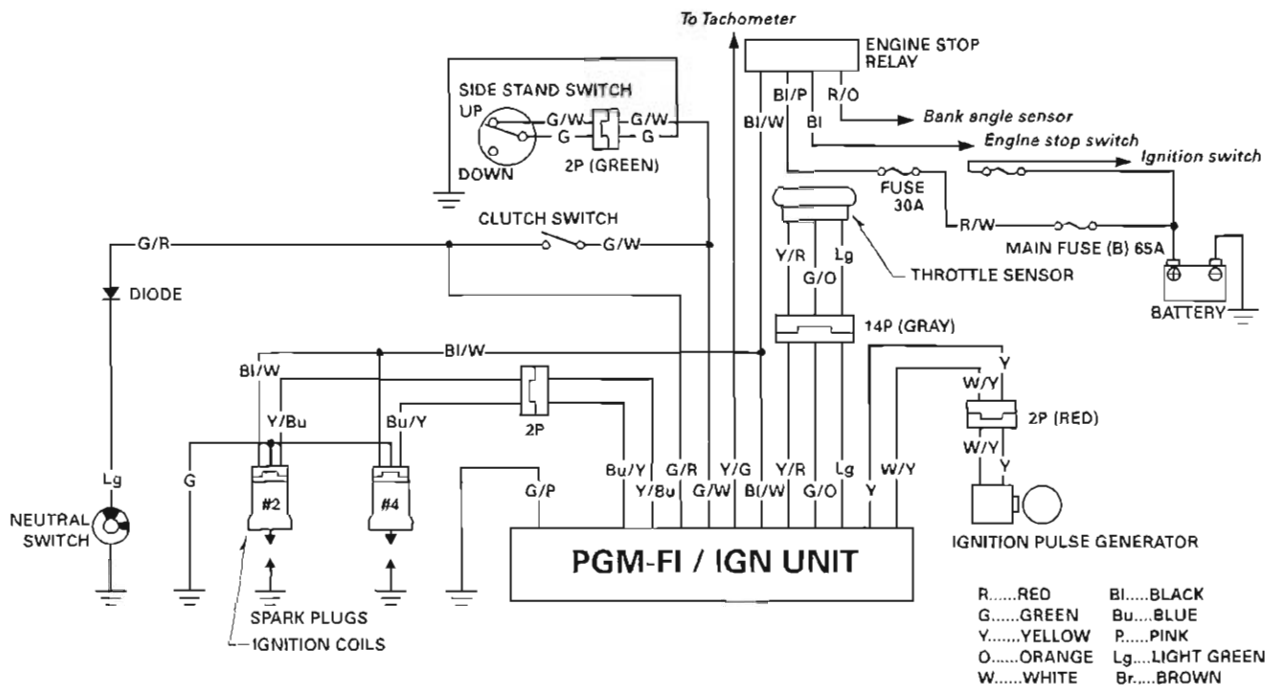 To Tachometer
ENGINE STOP
RELAY
SIDE STAND SWITCH
UP
G/W
G/W
G
G
DOWN
2P (GREEN)
Bl/W
Bl/P
Bl
R/O
Bank angle sensor
Engine stop switch
Ignition switch
FUSE
30A
R/W
MAIN FUSE (B) 65A
BATTERY
CLUTCH SWITCH
G/R
G/W
DIODE
Y/R
G/O
Lg
THROTTLE SENSOR
14P (GRAY)
Bl/W
Bl/W
Y/Bu
Bu/Y
2P
Y
W/Y
2P (RED)
W/Y
Y
Lg
G
#2
#4
G/P
Bu/Y
Y/Bu
G/R
G/W
Y/G
Bl/W
Y/R
G/O
Lg
Y
W/Y
NEUTRAL
SWITCH
PGM-FI / IGN UNIT
IGNITION PULSE GENERATOR
SPARK PLUGS
IGNITION COILS
R......RED Bl.....BLACK
G......GREEN Bu....BLUE
Y......YELLOW P......PINK
O......ORANGE Lg....LIGHT GREEN
W.....WHITE Br....BROWN